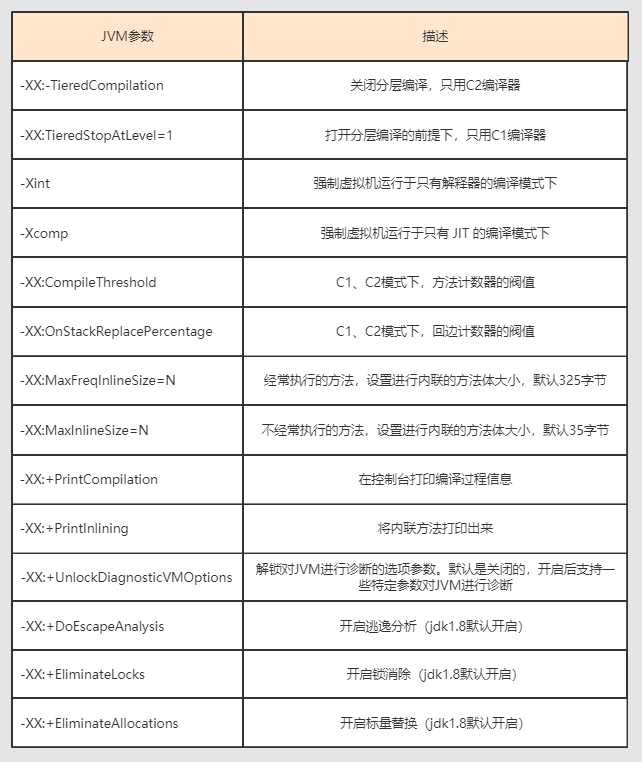 JVM参数
描述
-XX:-TieredCompilation
关闭分层编译，只用C2编译器
-XX:TieredStopAtLevel=1
打开分层编译的前提下，只用C1编译器
-Xint
强制虚拟机运行于只有解释器的编译模式下
-Xcomp
强制虚拟机运行于只有 JIT 的编译模式下
-XX:CompileThreshold
C1、C2模式下，方法计数器的阀值
-XX:OnStackReplacePercentage
C1、C2模式下，回边计数器的阀值
-XX:MaxFreqInlineSize=N
经常执行的方法，设置进行内联的方法体大小，默认325字节
-XX:MaxInlineSize=N
不经常执行的方法，设置进行内联的方法体大小，默认35字节
-XX:+PrintCompilation
在控制台打印编译过程信息
-XX:+PrintInlining
将内联方法打印出来
-XX:+UnlockDiagnosticVMOptions
解锁对JVM进行诊断的选项参数。默认是关闭的，开启后支持一
些特定参数对JVM进行诊断
-XX:+DoEscapeAnalysis
开启逃逸分析（jdk1.8默认开启）
-XX:+EliminateLocks
开启锁消除（jdk1.8默认开启）
-XX:+EliminateAllocations
开启标量替换（jdk1.8默认开启）